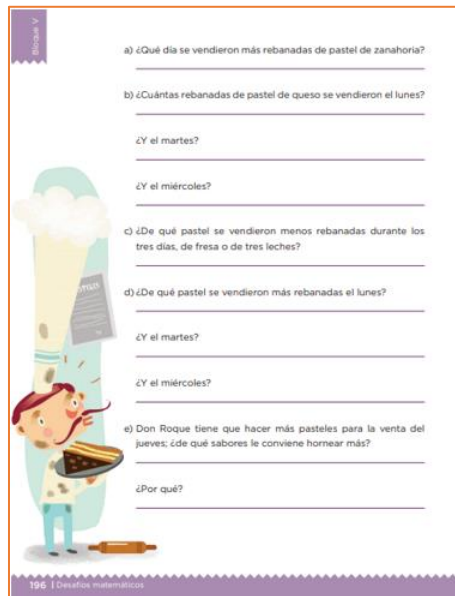 Bloque V
a) ¿Qué día se vendieron más rebanadas de pastel de zanahoria?
b) ¿Cuántas rebanadas de pastel de queso se vendieron el lunes?
¿Y el martes?
¿Y el miércoles?
c) ¿De qué pastel se vendieron menos rebanadas durante los
tres días, de fresa o de tres leches?
d) ¿De qué pastel se vendieron más rebanadas el lunes?
¿Y el martes?
¿Y el miércoles?
e) Don Roque tiene que hacer más pasteles para la venta del
jueves; ¿de qué sabores le conviene hornear más?
¿Por qué?
196 | Desafíos matemáticos